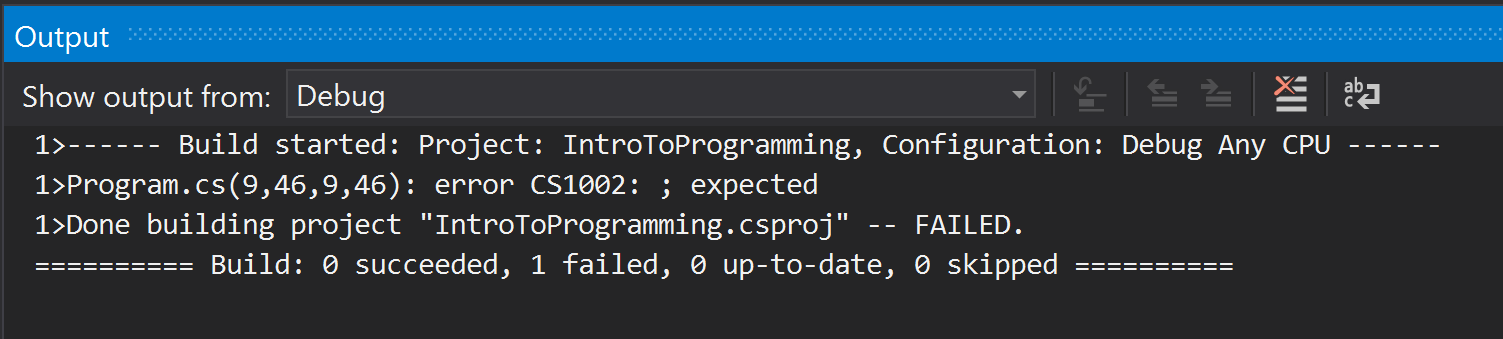 Output
Show output from: Debug
ab
c
1>------ Build started: Project: IntroToProgramming, Configuration: Debug Any CPU ------
1>Program.cs(9,46,9,46): error CS1002: ; expected
1>Done building project "IntroToProgramming.csproj" -- FAILED.
========== Build: 0 succeeded, 1 failed, 0 up-to-date, 0 skipped ==========